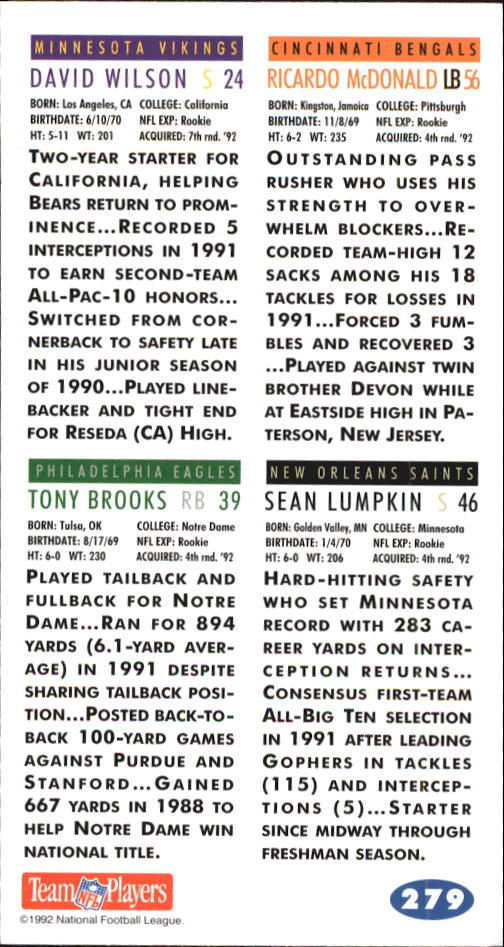 MINNESOTA VIKINGS
DAVID WILSON S 24
BORN: Los Angeles, CA COLLEGE: California
BIRTHDATE: 6/10/70 NFL EXP: Rookie
HT: 5-11 WT: 201 ACQUIRED: 7th rnd. '92
TWO-YEAR STARTER FOR
CALIFORNIA, HELPING
BEARS RETURN TO PROM-
INENCE...RECORDED 5
INTERCEPTIONS IN 1991
TO EARN SECOND-TEAM
ALL-PAC-10 HONORS...
SWITCHED FROM COR-
NERBACK TO SAFETY LATE
IN HIS JUNIOR SEASON
OF 1990...PLAYED LINE-
BACKER AND TIGHT END
FOR RESEDA (CA) HIGH.
CINCINNATI BENGALS
RICARDO McDONALD LB 56
BORN: Kingston, Jamaica COLLEGE: Pittsburgh
BIRTHDATE: 11/8/69 NFL EXP: Rookie
HT: 6-2 WT: 235 ACQUIRED: 4th rnd. '92
OUTSTANDING PASS
RUSHER WHO USES HIS
STRENGTH TO OVER-
WHELM BLOCKERS...RE-
CORDED TEAM-HIGH 12
SACKS AMONG HIS 18
TACKLES FOR LOSSES IN
1991...FORCED 3 FUM-
BLES AND RECOVERED 3
...PLAYED AGAINST TWIN
BROTHER DEVON WHILE
AT EASTSIDE HIGH IN PA-
TERSON, NEW JERSEY.
PHILADELPHIA EAGLES
TONY BROOKS RB 39
BORN: Tulsa, OK COLLEGE: Notre Dame
BIRTHDATE: 8/17/69 NFL EXP: Rookie
HT: 6-0 WT: 230 ACQUIRED: 4th rnd. '92
PLAYED TAILBACK AND
FULLBACK FOR NOTRE
DAME...RAN FOR 894
YARDS (6.1-YARD AVER-
AGE) IN 1991 DESPITE
SHARING TAILBACK POSI-
TION...POSTED BACK-TO-
BACK 100-YARD GAMES
AGAINST PURDUE AND
STANFORD...GAINED
667 YARDS IN 1988 TO
HELP NOTRE DAME WIN
NATIONAL TITLE.
NEW ORLEANS SAINTS
SEAN LUMPKIN S 46
BORN: Golden Valley, MN COLLEGE: Minnesota
BIRTHDATE: 1/4/70 NFL EXP: Rookie
HT: 6-0 WT: 206 ACQUIRED: 4th rnd. '92
HARD-HITTING SAFETY
WHO SET MINNESOTA
RECORD WITH 283 CA-
REER YARDS ON INTER-
CEPTION RETURNS...
CONSENSUS FIRST-TEAM
ALL-BIG TEN SELECTION
IN 1991 AFTER LEADING
GOPHERS IN TACKLES
(115) AND INTERCEP-
TIONS (5)...STARTER
SINCE MIDWAY THROUGH
FRESHMAN SEASON.
Team NFL Players
©1992 National Football League.
279